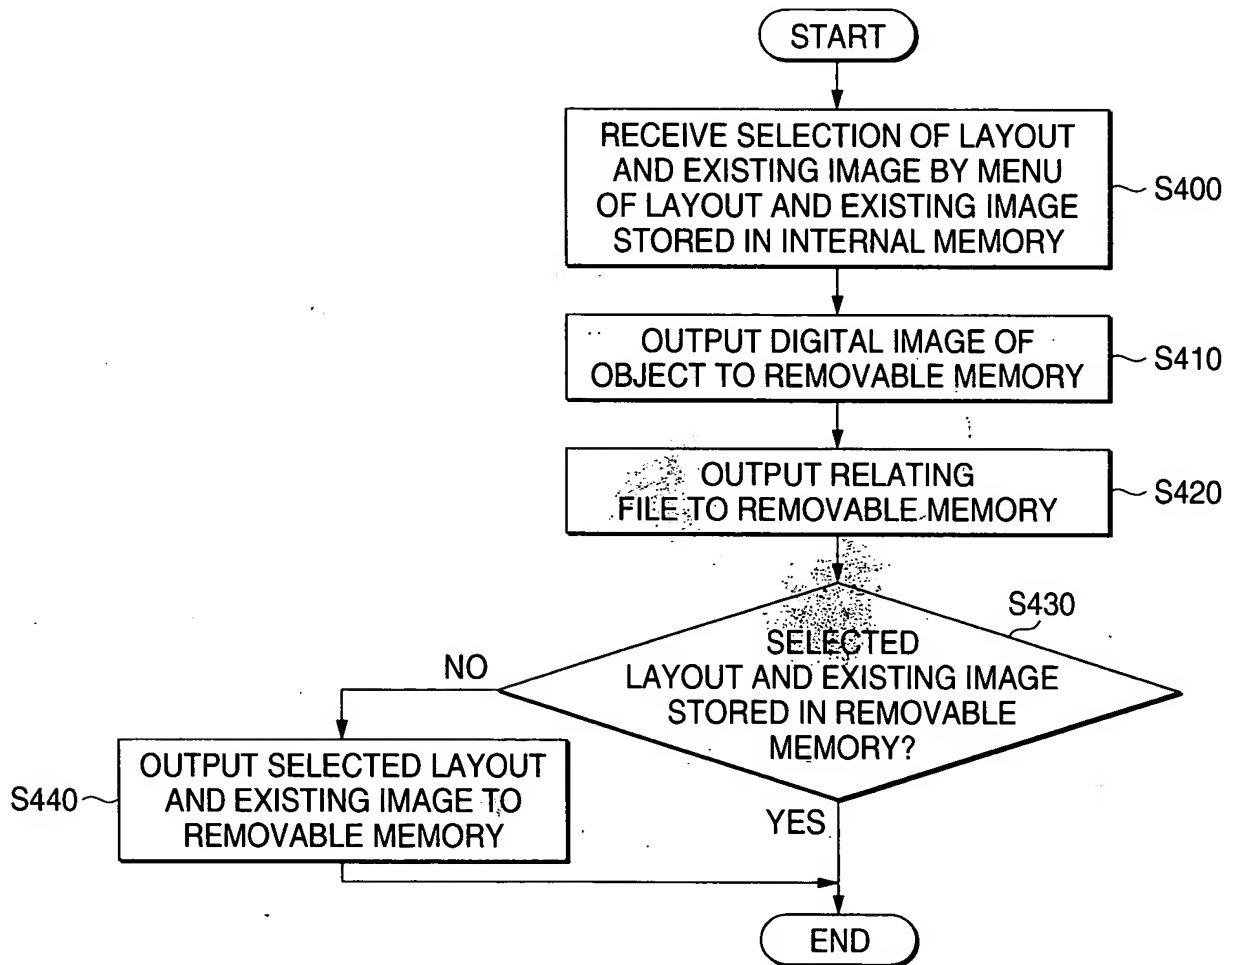 START
RECEIVE SELECTION OF LAYOUT
AND EXISTING IMAGE BY MENU
OF LAYOUT AND EXISTING IMAGE
STORED IN INTERNAL MEMORY
S400
OUTPUT DIGITAL IMAGE OF
OBJECT TO REMOVABLE MEMORY
S410
OUTPUT RELATING
FILE TO REMOVABLE MEMORY
S420
S430
SELECTED
LAYOUT AND EXISTING IMAGE
STORED IN REMOVABLE
MEMORY?
NO
OUTPUT SELECTED LAYOUT
AND EXISTING IMAGE TO
REMOVABLE MEMORY
S440
YES
END